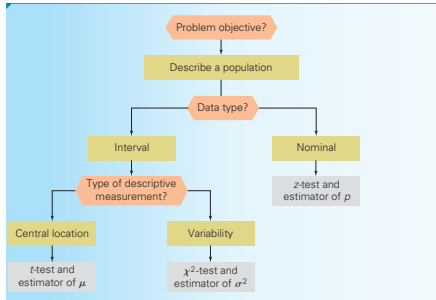 Problem objective?
Describe a population
Data type?
Interval
Nominal
Type of descriptive
measurement?
z-test and
estimator of p
Central location
Variability
t-test and
estimator of μ
χ²-test and
estimator of σ²